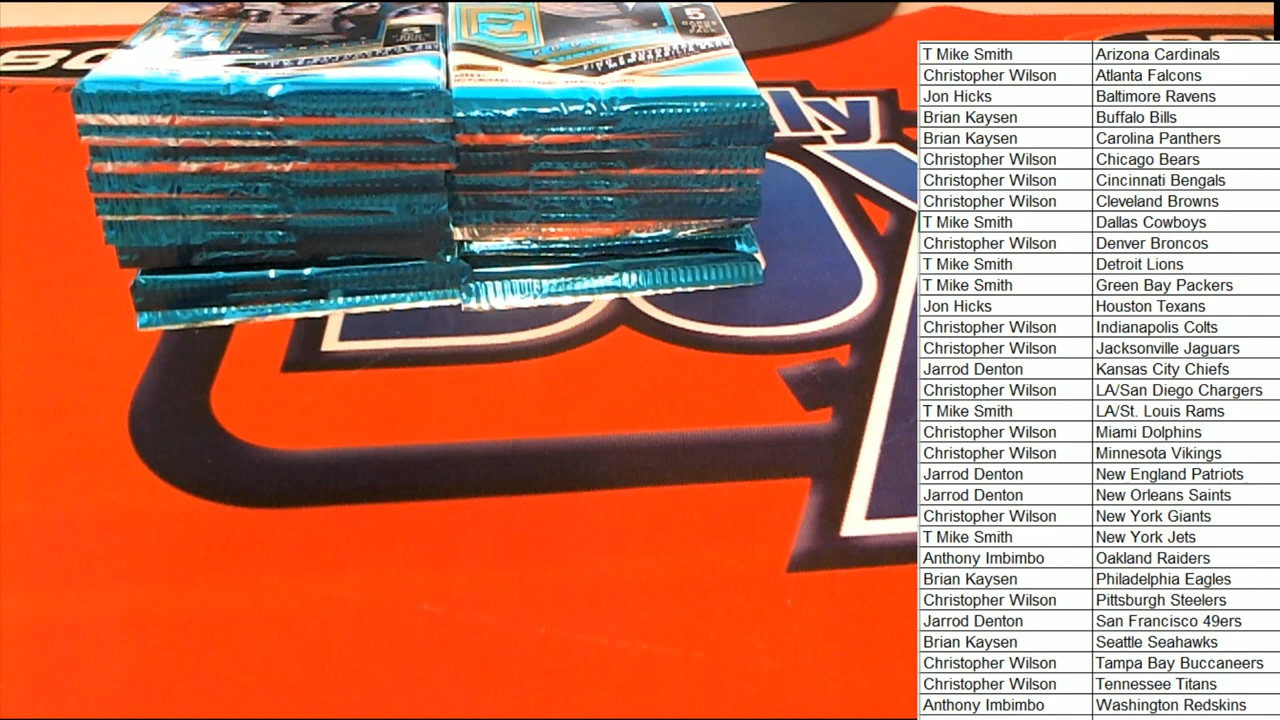 BO
5
CARDS
PER
PACK
E
ly
T Mike Smith Arizona Cardinals
Christopher Wilson Atlanta Falcons
Jon Hicks Baltimore Ravens
Brian Kaysen Buffalo Bills
Brian Kaysen Carolina Panthers
Christopher Wilson Chicago Bears
Christopher Wilson Cincinnati Bengals
Christopher Wilson Cleveland Browns
T Mike Smith Dallas Cowboys
Christopher Wilson Denver Broncos
T Mike Smith Detroit Lions
T Mike Smith Green Bay Packers
Jon Hicks Houston Texans
Christopher Wilson Indianapolis Colts
Christopher Wilson Jacksonville Jaguars
Jarrod Denton Kansas City Chiefs
Christopher Wilson LA/San Diego Chargers
T Mike Smith LA/St. Louis Rams
Christopher Wilson Miami Dolphins
Christopher Wilson Minnesota Vikings
Jarrod Denton New England Patriots
Jarrod Denton New Orleans Saints
Christopher Wilson New York Giants
T Mike Smith New York Jets
Anthony Imbimbo Oakland Raiders
Brian Kaysen Philadelphia Eagles
Christopher Wilson Pittsburgh Steelers
Jarrod Denton San Francisco 49ers
Brian Kaysen Seattle Seahawks
Christopher Wilson Tampa Bay Buccaneers
Christopher Wilson Tennessee Titans
Anthony Imbimbo Washington Redskins